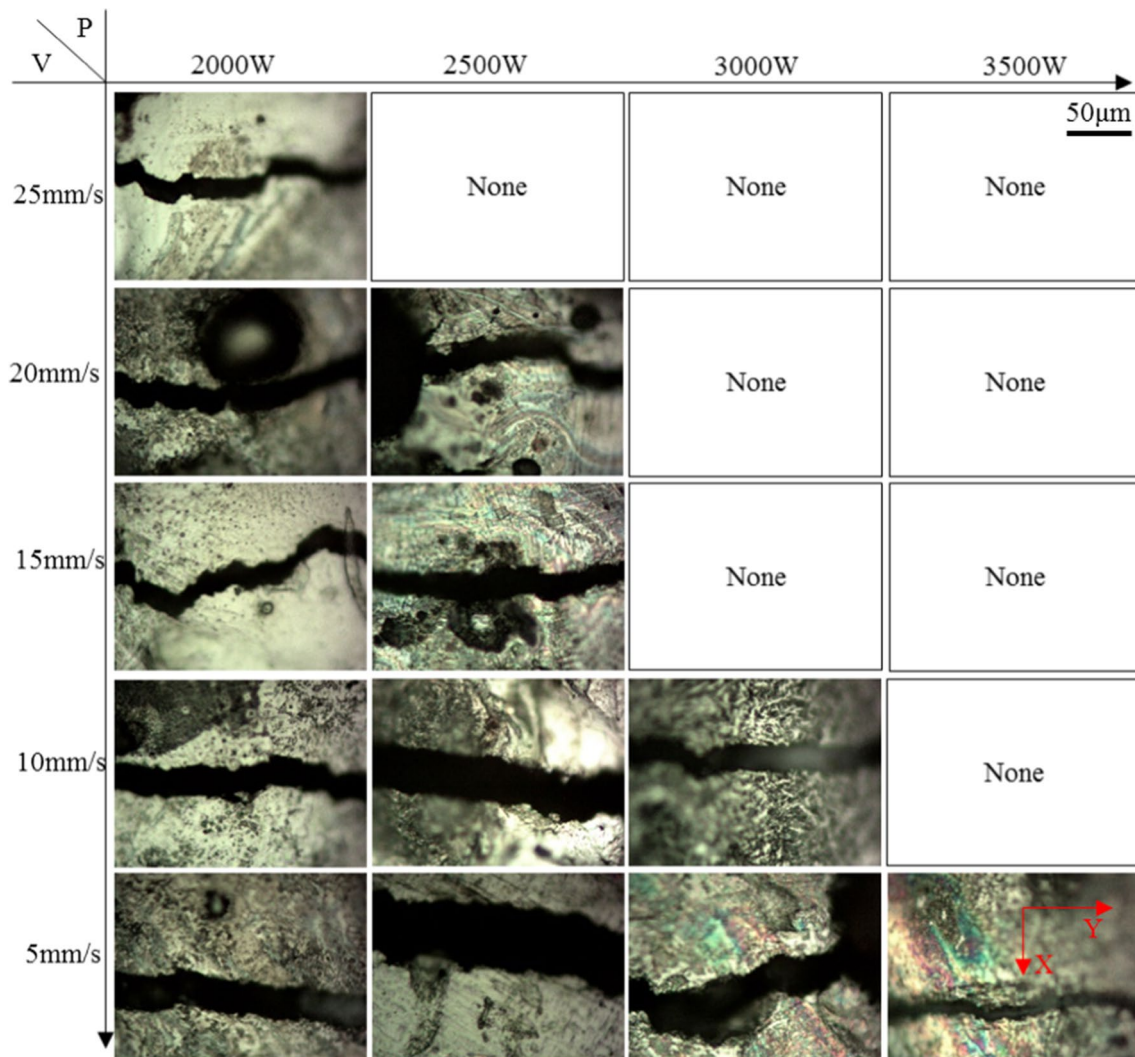 P
V
2000W 2500W 3000W 3500W
50μm
25mm/s None None None
20mm/s None None
15mm/s None None
10mm/s None
5mm/s
Y
X